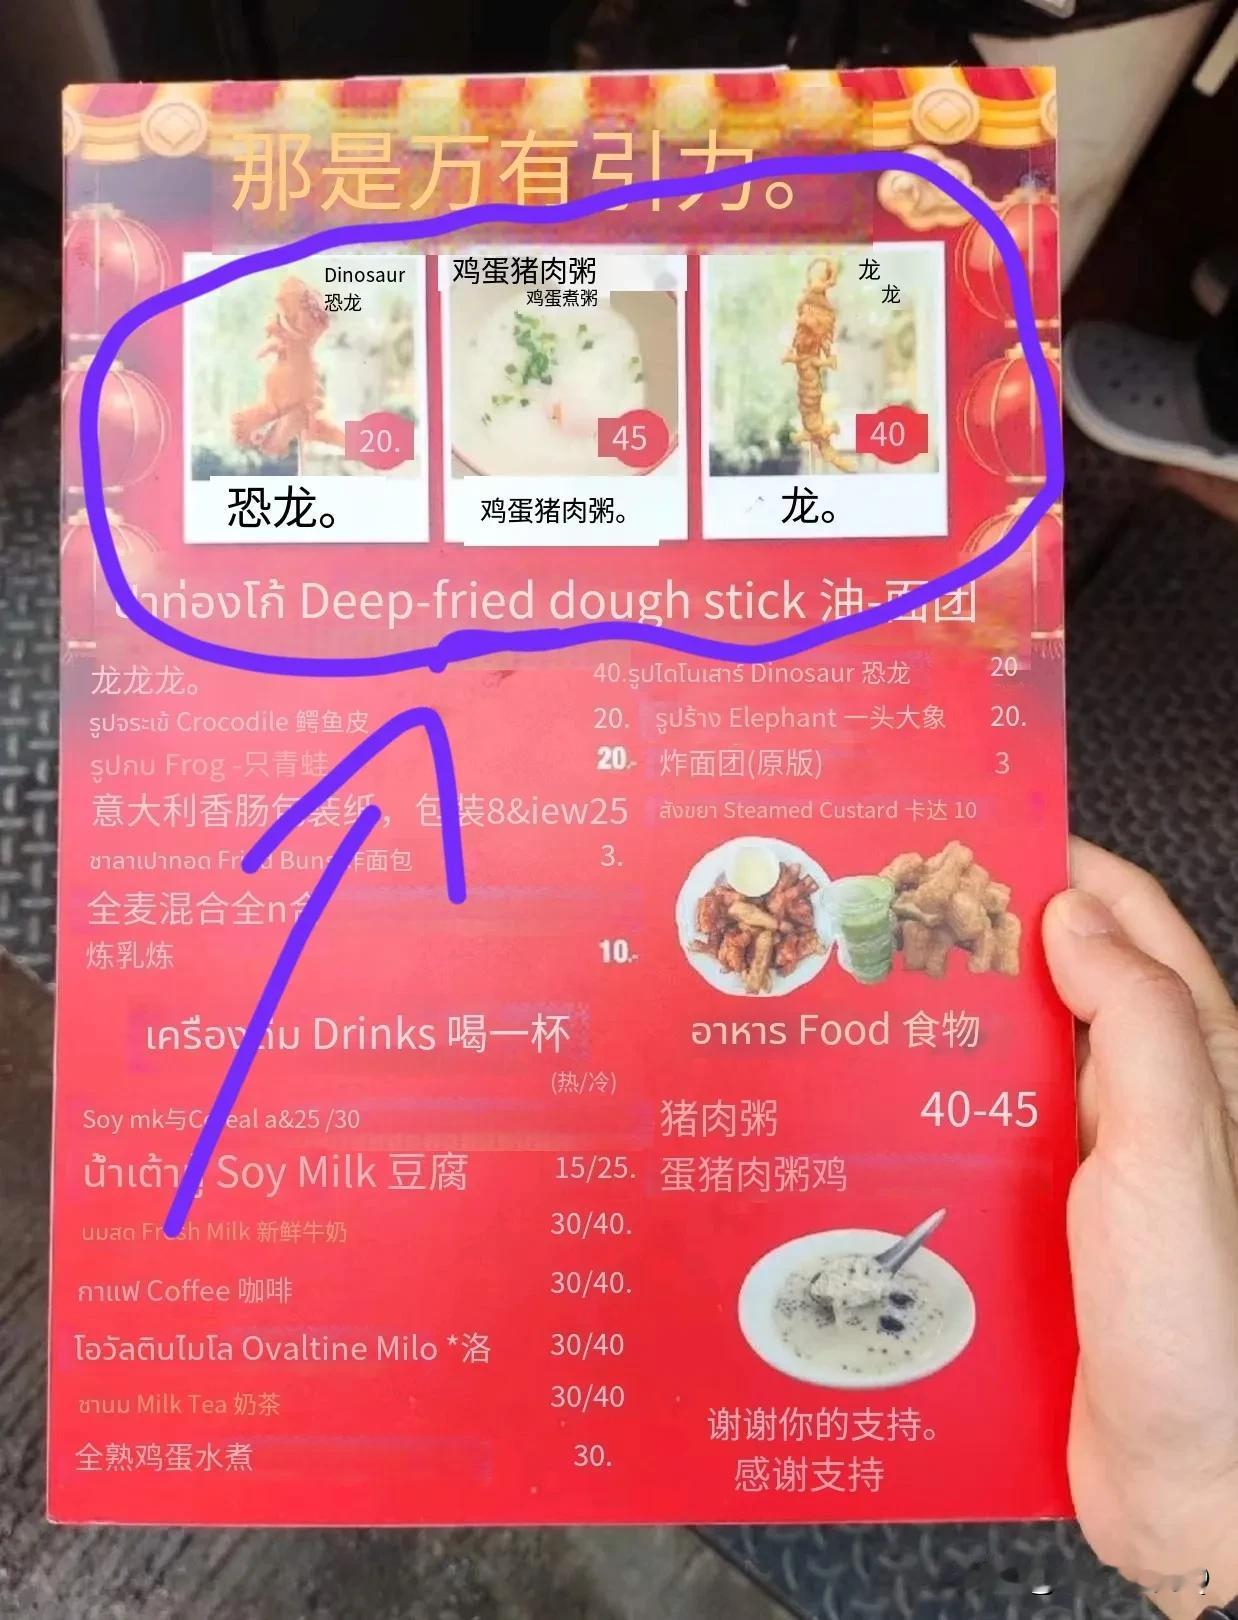 那是万有引力。
Dinosaur
恐龙
20.
恐龙。
鸡蛋猪肉粥
鸡蛋煮粥
45
鸡蛋猪肉粥。
龙
龙
40
龙。
ปาท่องโก้ Deep-fried dough stick 油-面团
龙龙龙。 40.
รูปจระเข้ Crocodile 鳄鱼皮 20.
รูปกบ Frog -只青蛙 20.-
意大利香肠包装纸，包装8&iew25
ซาลาเปาทอด Fried Buns 炸面包 3.
全麦混合全n合
炼乳炼 10.-
รูปไดโนเสาร์ Dinosaur 恐龙 20
รูปร้าง Elephant 一头大象 20.
炸面团(原版) 3
สังขยา Steamed Custard 卡达 10
เครื่องดื่ม Drinks 喝一杯
(热/冷)
Soy mk与Cereal a&25 /30
น้ำเต้าหู้ Soy Milk 豆腐 15/25.
นมสด Fresh Milk 新鲜牛奶 30/40.
กาแฟ Coffee 咖啡 30/40.
โอวัลตินไมโล Ovaltine Milo *洛 30/40
ชานม Milk Tea 奶茶 30/40
全熟鸡蛋水煮 30.
อาหาร Food 食物
猪肉粥 40-45
蛋猪肉粥鸡
谢谢你的支持。
感谢支持